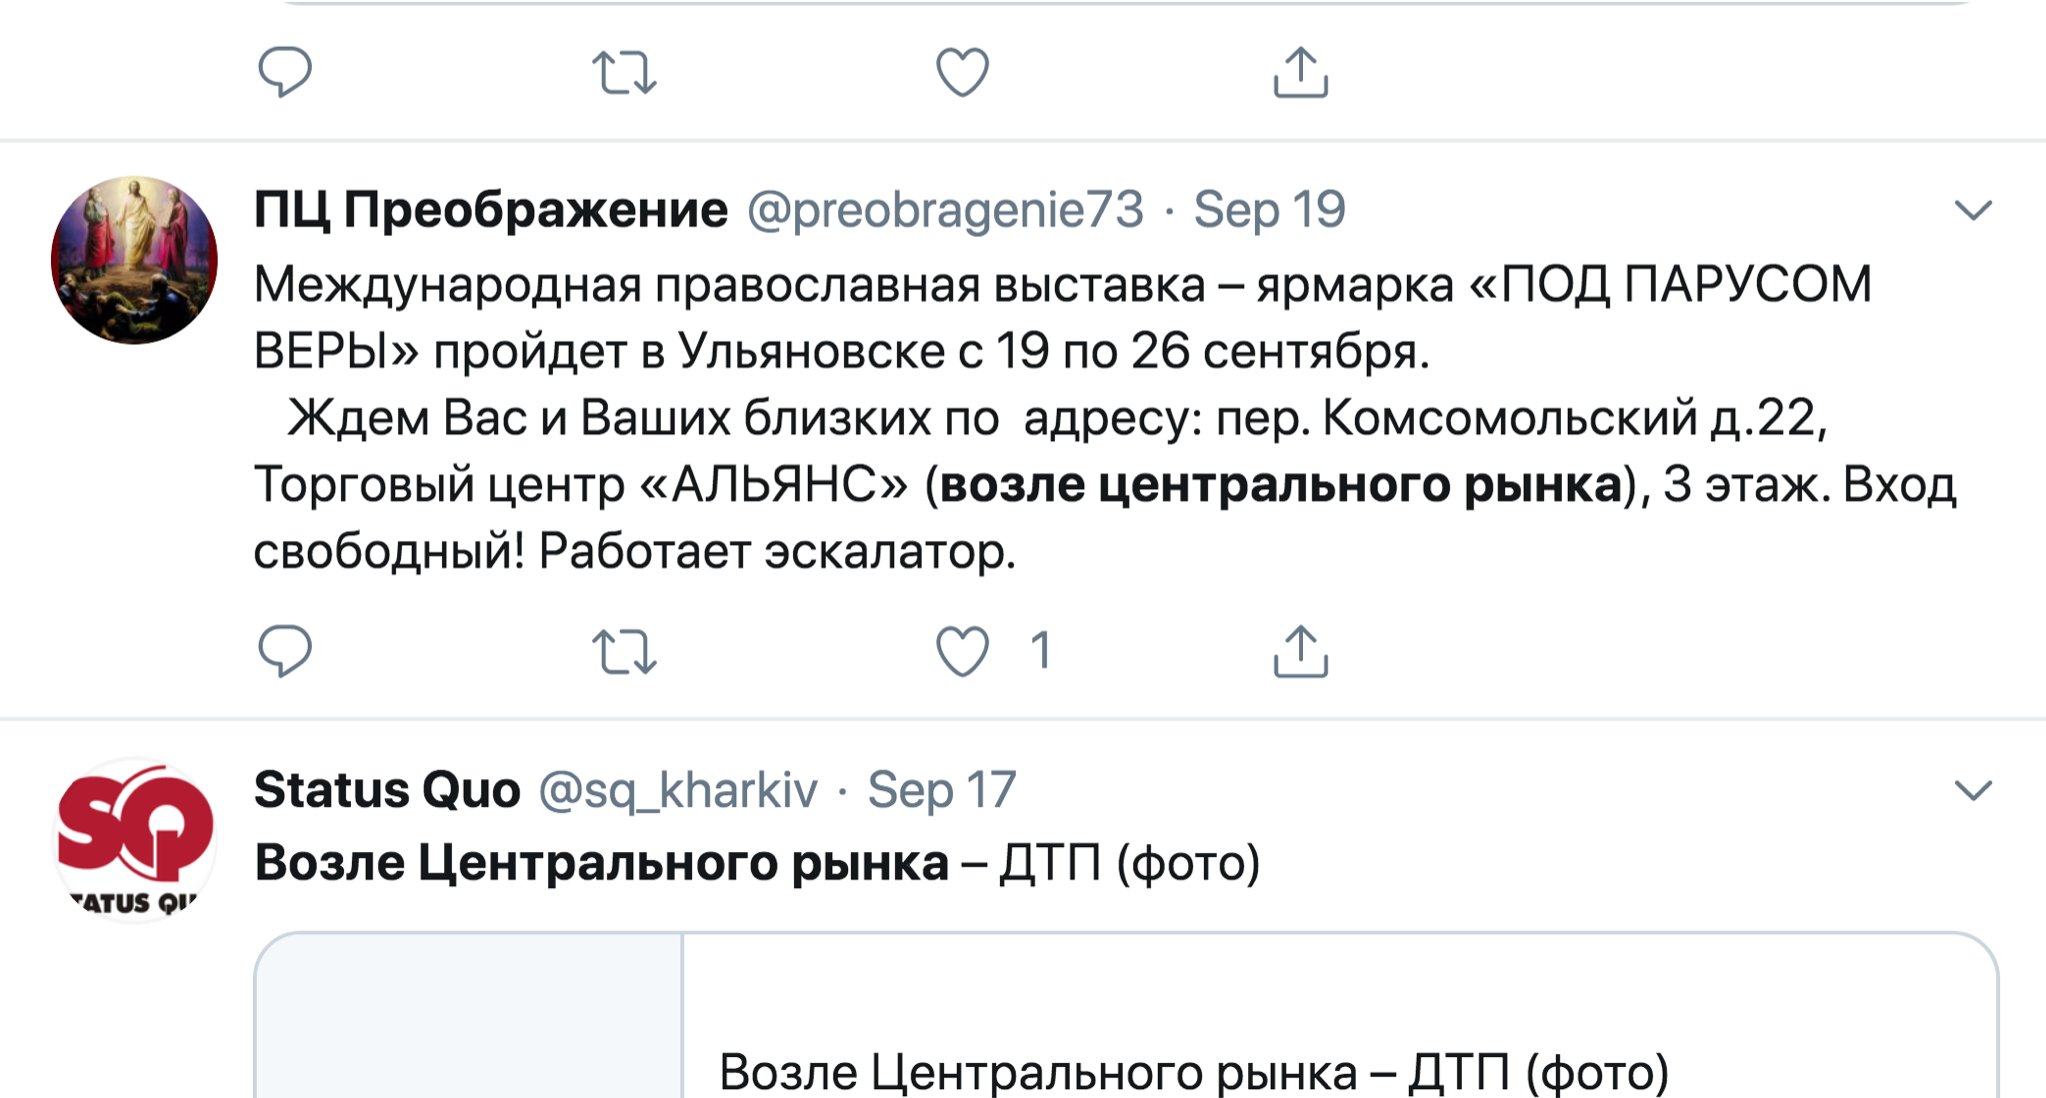 ПЦ Преображение @preobragenie73 · Sep 19
Международная православная выставка – ярмарка «ПОД ПАРУСОМ
ВЕРЫ» пройдет в Ульяновске с 19 по 26 сентября.
Ждем Вас и Ваших близких по  адресу: пер. Комсомольский д.22,
Торговый центр «АЛЬЯНС» (возле центрального рынка), 3 этаж. Вход
свободный! Работает эскалатор.
1
Status Quo @sq_kharkiv · Sep 17
SQ
TATUS QU
Возле Центрального рынка – ДТП (фото)
Возле Центрального рынка – ДТП (фото)